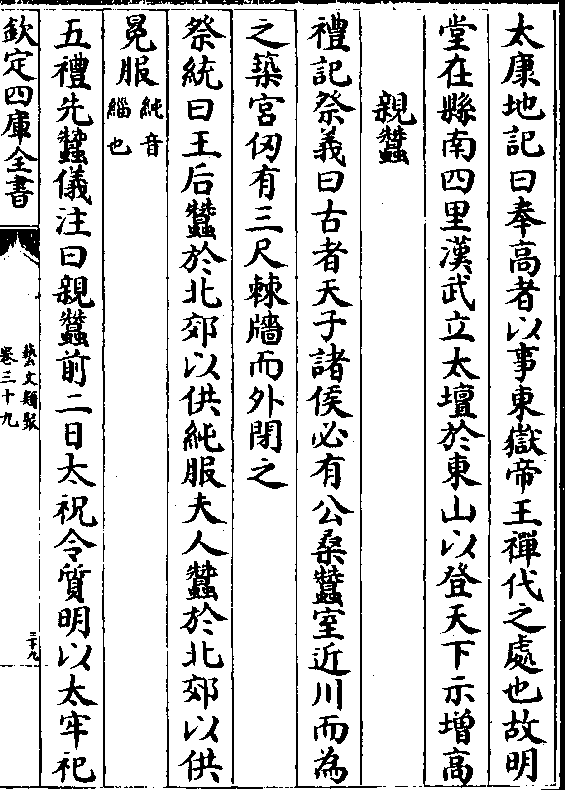 太康地記曰奉高者以事東嶽帝王禪代之處也故明
堂在縣南四里漢武立太壇於東山以登天下示增高
親蠶
禮記祭義曰古者天子諸侯必有公桑蠶室近川而為
之築宮仞有三尺棘牆而外閉之
祭統曰王后蠶於北郊以供純服夫人蠶於北郊以供
冕服純音緇也
五禮先蠶儀注曰親蠶前二日太祝令質明以太牢祀
欽定四庫全書
藝文類聚
卷三十九
三十九